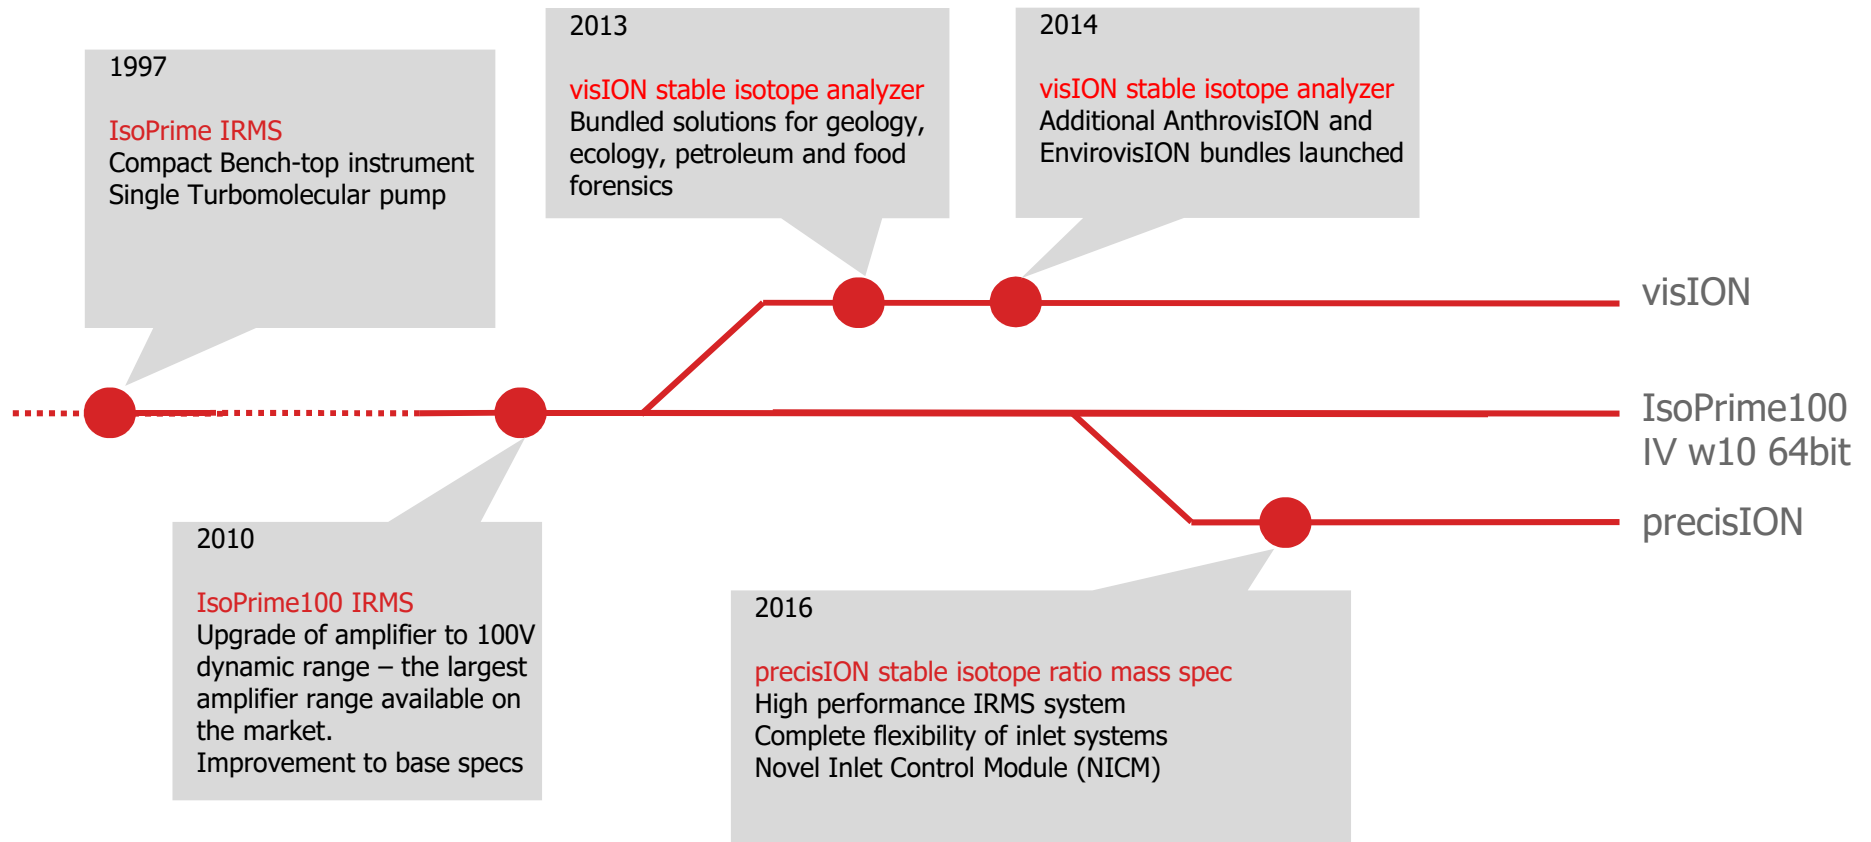 1997
IsoPrime IRMS
Compact Bench-top instrument
Single Turbomolecular pump
2013
visION stable isotope analyzer
Bundled solutions for geology,
ecology, petroleum and food
forensics
2014
visION stable isotope analyzer
Additional AnthrovisION and
EnvirovisION bundles launched
visION
IsoPrime100
IV w10 64bit
precisION
2010
IsoPrime100 IRMS
Upgrade of amplifier to 100V
dynamic range – the largest
amplifier range available on
the market.
Improvement to base specs
2016
precisION stable isotope ratio mass spec
High performance IRMS system
Complete flexibility of inlet systems
Novel Inlet Control Module (NICM)